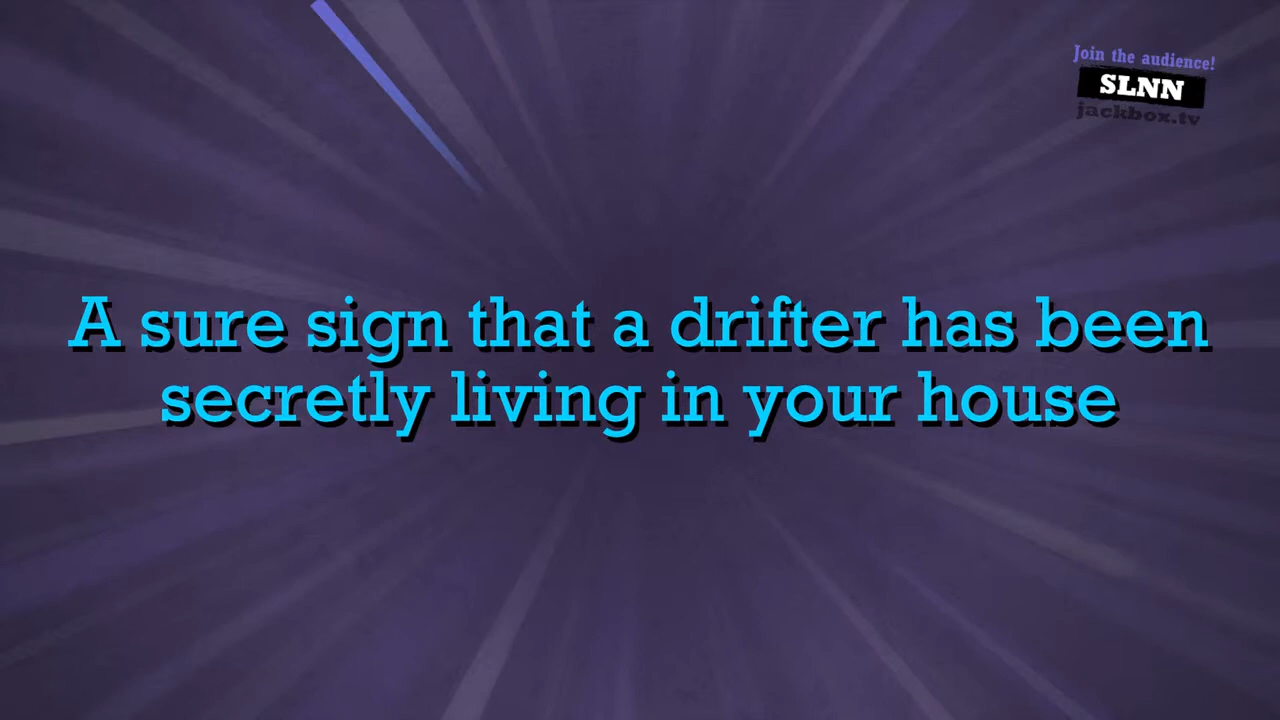 Join the audience!
SLNN
jackbox.tv
A sure sign that a drifter has been
secretly living in your house